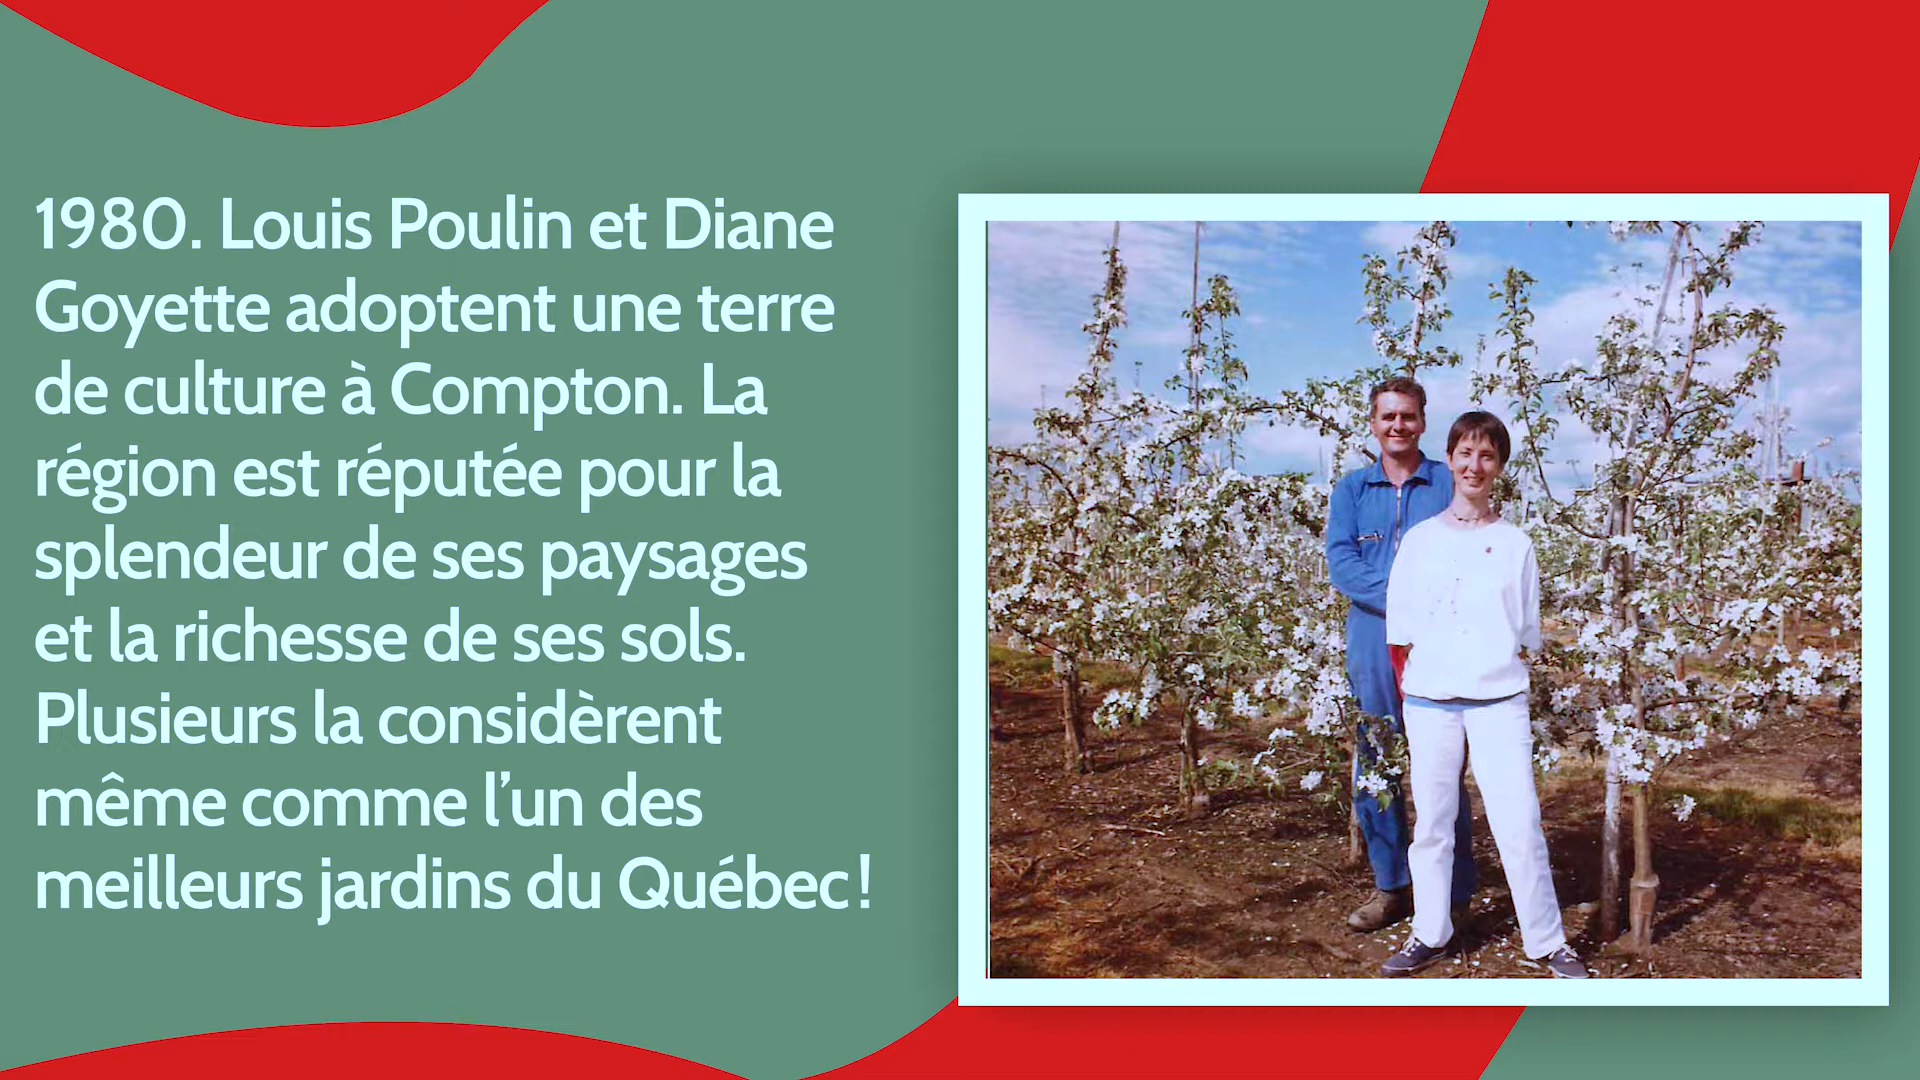 1980. Louis Poulin et Diane
Goyette adoptent une terre
de culture à Compton. La
région est réputée pour la
splendeur de ses paysages
et la richesse de ses sols.
Plusieurs la considèrent
même comme l’un des
meilleurs jardins du Québec !